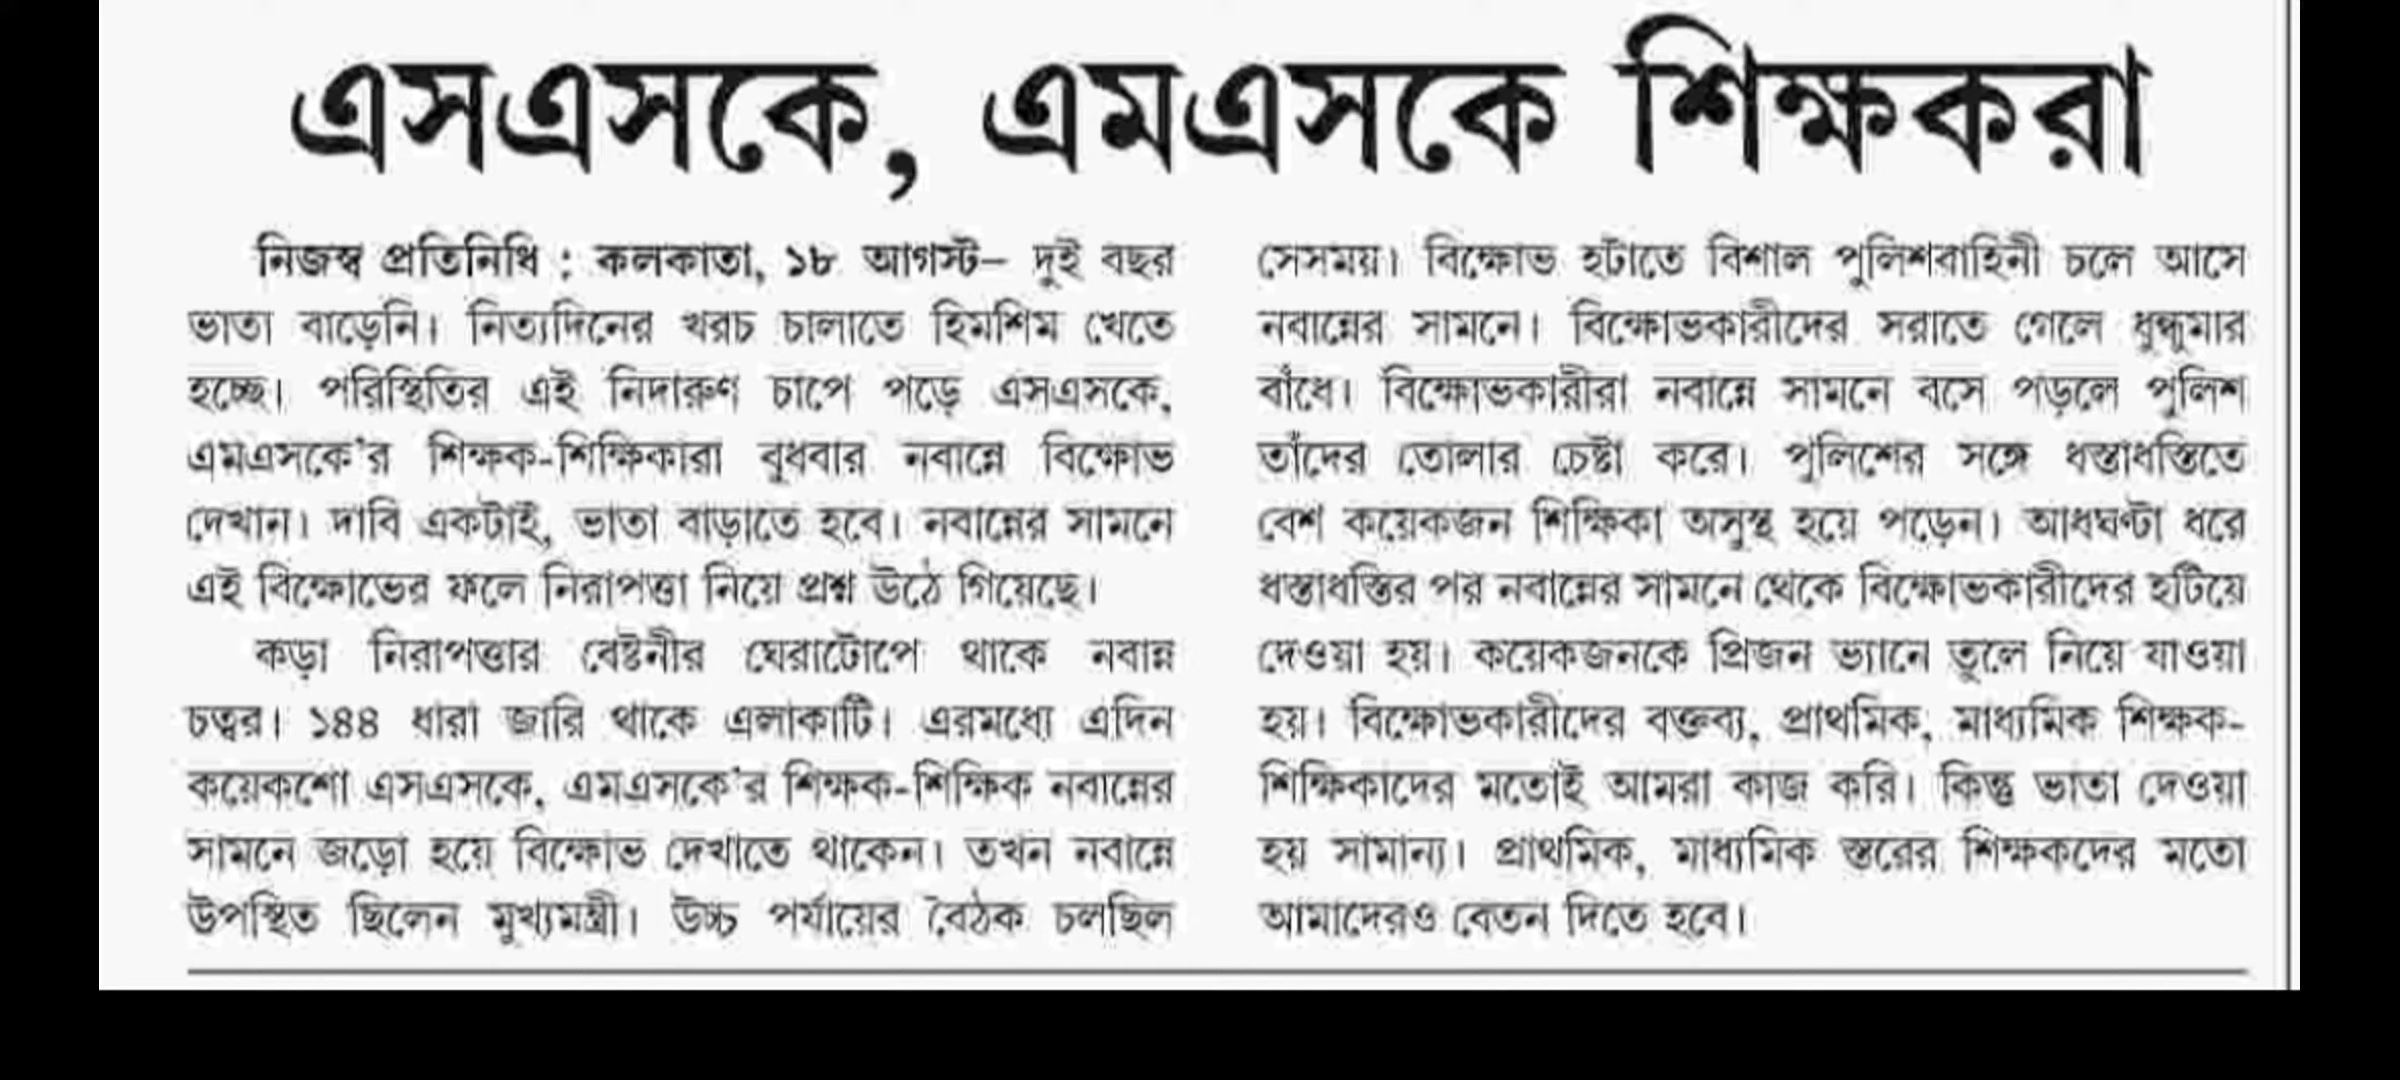 এসএসকে, এমএসকে শিক্ষকরা
নিজস্ব প্রতিনিধি : কলকাতা, ১৮ আগস্ট– দুই বছর
ভাতা বাড়েনি। নিত্যদিনের খরচ চালাতে হিমশিম খেতে
হচ্ছে। পরিস্থিতির এই নিদারুণ চাপে পড়ে এসএসকে,
এমএসকে'র শিক্ষক-শিক্ষিকারা বুধবার নবান্নে বিক্ষোভ
দেখান। দাবি একটাই, ভাতা বাড়াতে হবে। নবান্নের সামনে
এই বিক্ষোভের ফলে নিরাপত্তা নিয়ে প্রশ্ন উঠে গিয়েছে।
কড়া নিরাপত্তার বেষ্টনীর ঘেরাটোপে থাকে নবান্ন
চত্বর। ১৪৪ ধারা জারি থাকে এলাকাটি। এরমধ্যে এদিন
কয়েকশো এসএসকে, এমএসকে'র শিক্ষক-শিক্ষিক নবান্নের
সামনে জড়ো হয়ে বিক্ষোভ দেখাতে থাকেন। তখন নবান্নে
উপস্থিত ছিলেন মুখ্যমন্ত্রী। উচ্চ পর্যায়ের বৈঠক চলছিল
সেসময়। বিক্ষোভ হটাতে বিশাল পুলিশবাহিনী চলে আসে
নবান্নের সামনে। বিক্ষোভকারীদের সরাতে গেলে ধুন্ধুমার
বাঁধে। বিক্ষোভকারীরা নবান্নে সামনে বসে পড়লে পুলিশ
তাঁদের তোলার চেষ্টা করে। পুলিশের সঙ্গে ধস্তাধস্তিতে
বেশ কয়েকজন শিক্ষিকা অসুস্থ হয়ে পড়েন। আধঘণ্টা ধরে
ধস্তাধস্তির পর নবান্নের সামনে থেকে বিক্ষোভকারীদের হটিয়ে
দেওয়া হয়। কয়েকজনকে প্রিজন ভ্যানে তুলে নিয়ে যাওয়া
হয়। বিক্ষোভকারীদের বক্তব্য, প্রাথমিক, মাধ্যমিক শিক্ষক-
শিক্ষিকাদের মতোই আমরা কাজ করি। কিন্তু ভাতা দেওয়া
হয় সামান্য। প্রাথমিক, মাধ্যমিক স্তরের শিক্ষকদের মতো
আমাদেরও বেতন দিতে হবে।